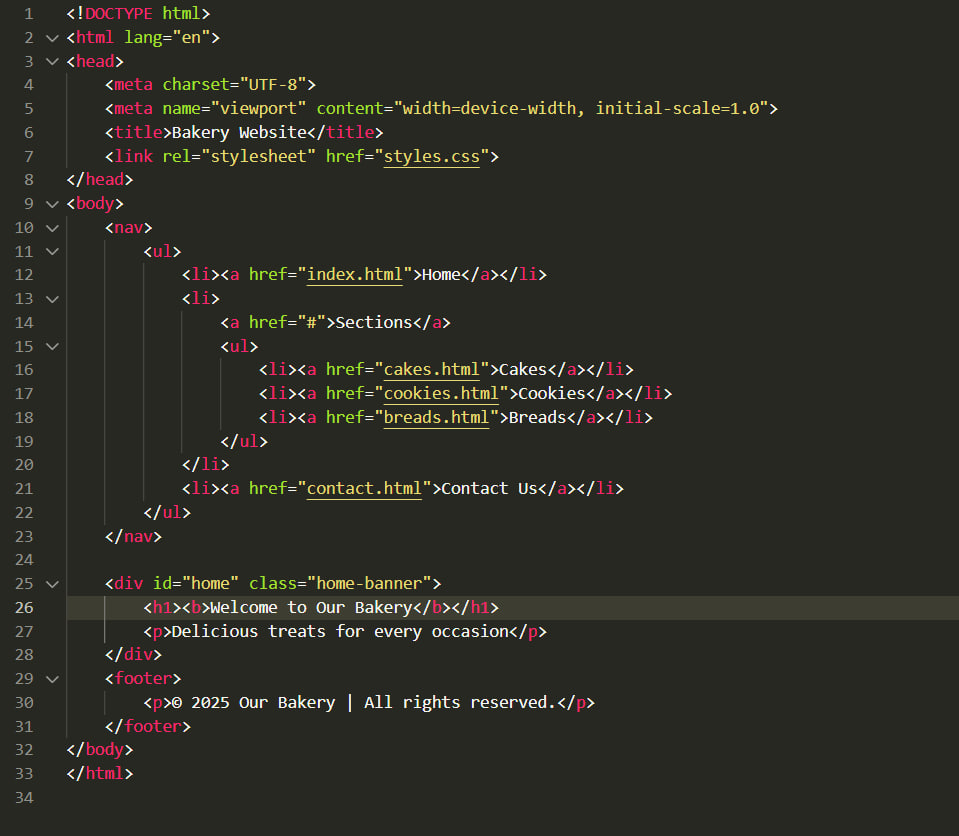 1 <!DOCTYPE html>
2 <html lang="en">
3 <head>
4     <meta charset="UTF-8">
5     <meta name="viewport" content="width=device-width, initial-scale=1.0">
6     <title>Bakery Website</title>
7     <link rel="stylesheet" href="styles.css">
8 </head>
9 <body>
10     <nav>
11         <ul>
12             <li><a href="index.html">Home</a></li>
13             <li>
14                 <a href="#">Sections</a>
15                 <ul>
16                     <li><a href="cakes.html">Cakes</a></li>
17                     <li><a href="cookies.html">Cookies</a></li>
18                     <li><a href="breads.html">Breads</a></li>
19                 </ul>
20             </li>
21             <li><a href="contact.html">Contact Us</a></li>
22         </ul>
23     </nav>
24
25     <div id="home" class="home-banner">
26         <h1><b>Welcome to Our Bakery</b></h1>
27         <p>Delicious treats for every occasion</p>
28     </div>
29     <footer>
30         <p>© 2025 Our Bakery | All rights reserved.</p>
31     </footer>
32 </body>
33 </html>
34